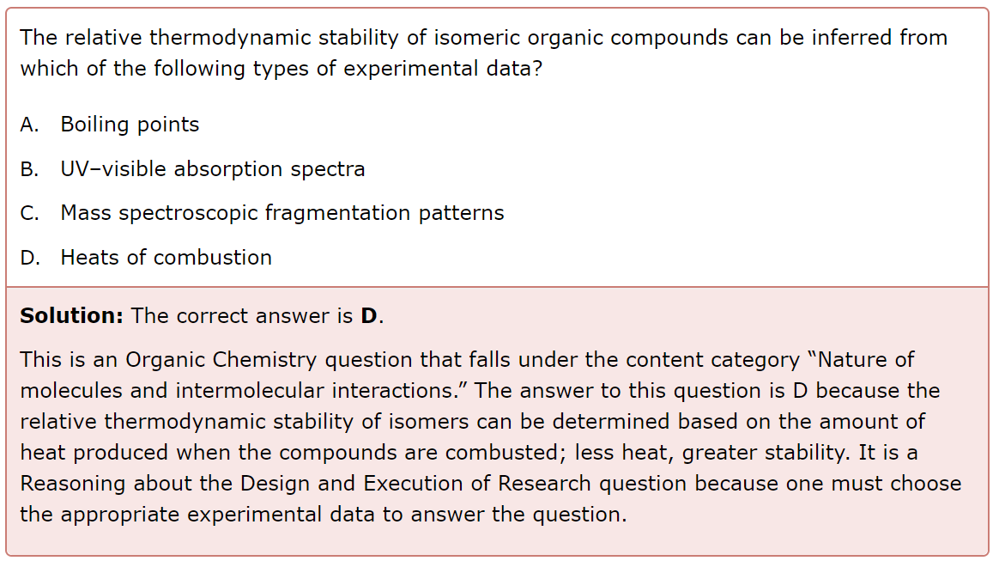 The relative thermodynamic stability of isomeric organic compounds can be inferred from
which of the following types of experimental data?
A. Boiling points
B. UV–visible absorption spectra
C. Mass spectroscopic fragmentation patterns
D. Heats of combustion
Solution: The correct answer is D.
This is an Organic Chemistry question that falls under the content category “Nature of
molecules and intermolecular interactions.” The answer to this question is D because the
relative thermodynamic stability of isomers can be determined based on the amount of
heat produced when the compounds are combusted; less heat, greater stability. It is a
Reasoning about the Design and Execution of Research question because one must choose
the appropriate experimental data to answer the question.